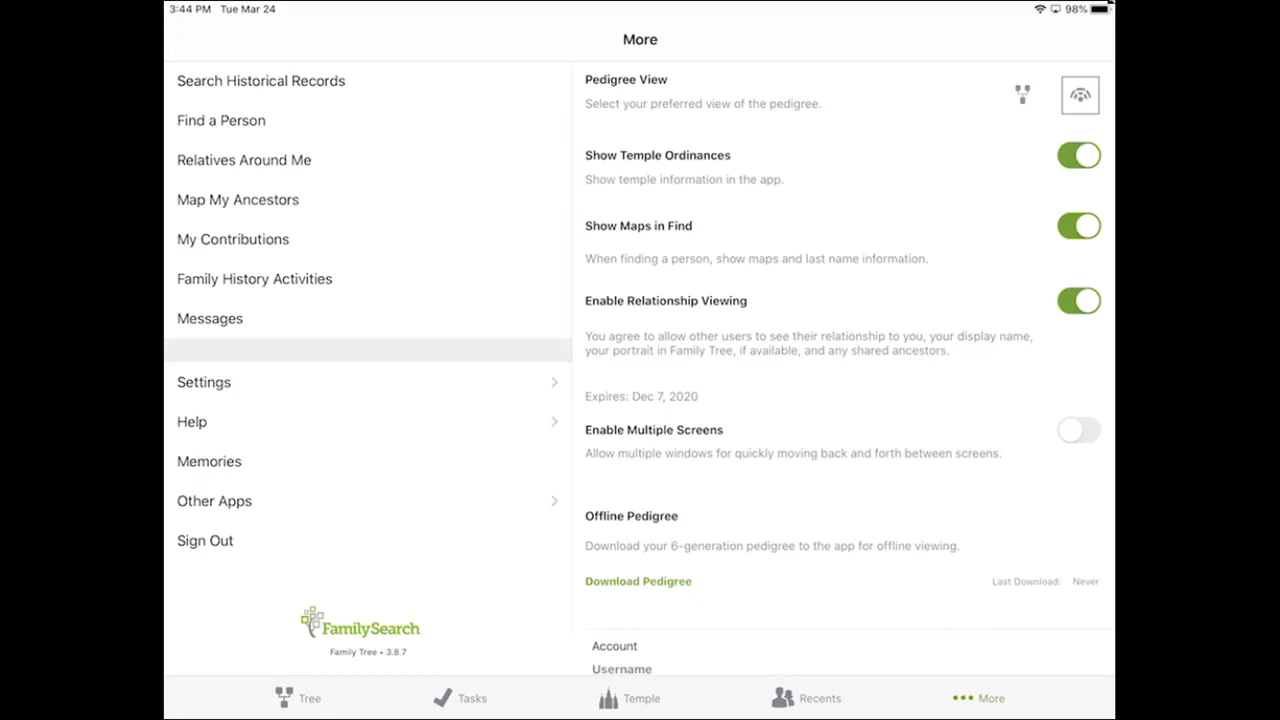 3:44 PM Tue Mar 24
98%
More
Search Historical Records
Find a Person
Relatives Around Me
Map My Ancestors
My Contributions
Family History Activities
Messages
Settings
Help
Memories
Other Apps
Sign Out
FamilySearch
Family Tree • 3.8.7
Pedigree View
Select your preferred view of the pedigree.
Show Temple Ordinances
Show temple information in the app.
Show Maps in Find
When finding a person, show maps and last name information.
Enable Relationship Viewing
You agree to allow other users to see their relationship to you, your display name,
your portrait in Family Tree, if available, and any shared ancestors.
Expires: Dec 7, 2020
Enable Multiple Screens
Allow multiple windows for quickly moving back and forth between screens.
Offline Pedigree
Download your 6-generation pedigree to the app for offline viewing.
Download Pedigree
Last Download: Never
Account
Username
Tree
Tasks
Temple
Recents
More